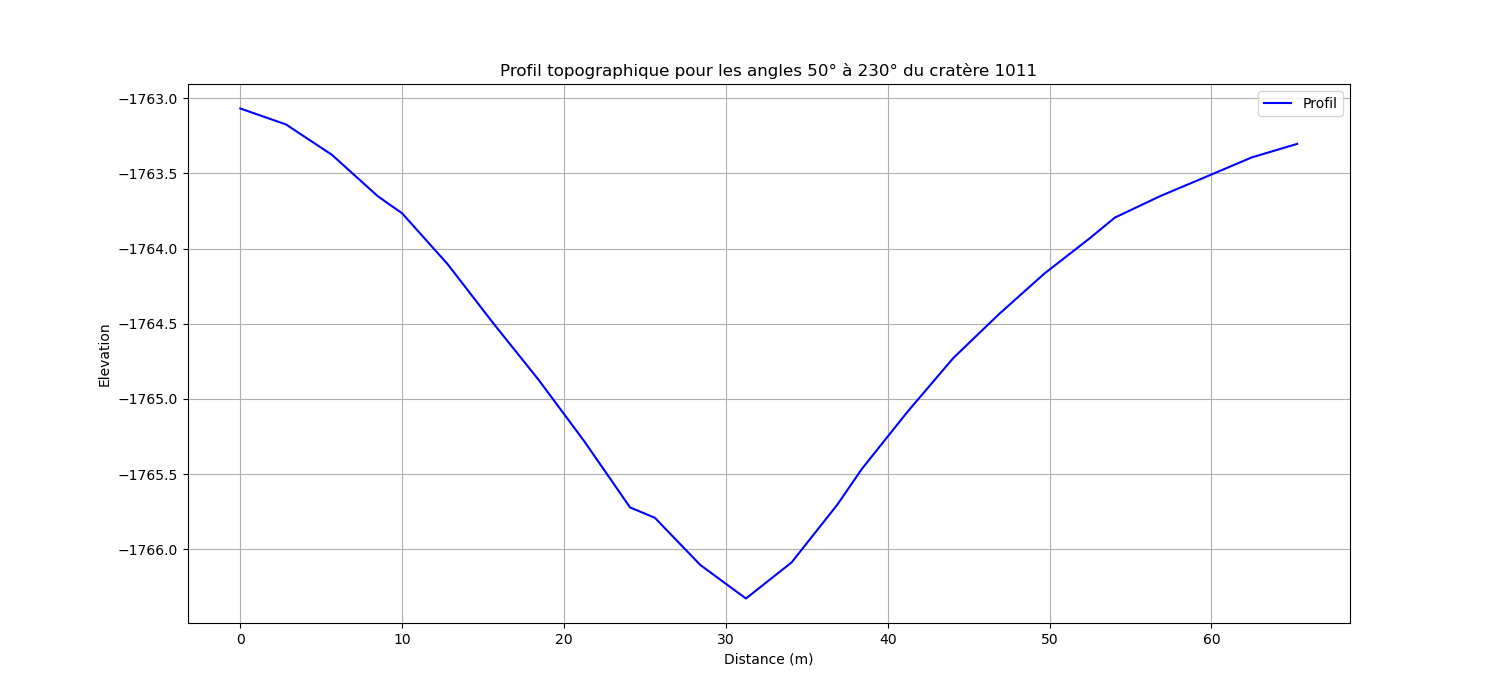 Profil topographique pour les angles 50° à 230° du cratère 1011
Profil
−1763.0
−1763.5
−1764.0
−1764.5
−1765.0
−1765.5
−1766.0
Elevation
0 10 20 30 40 50 60
Distance (m)